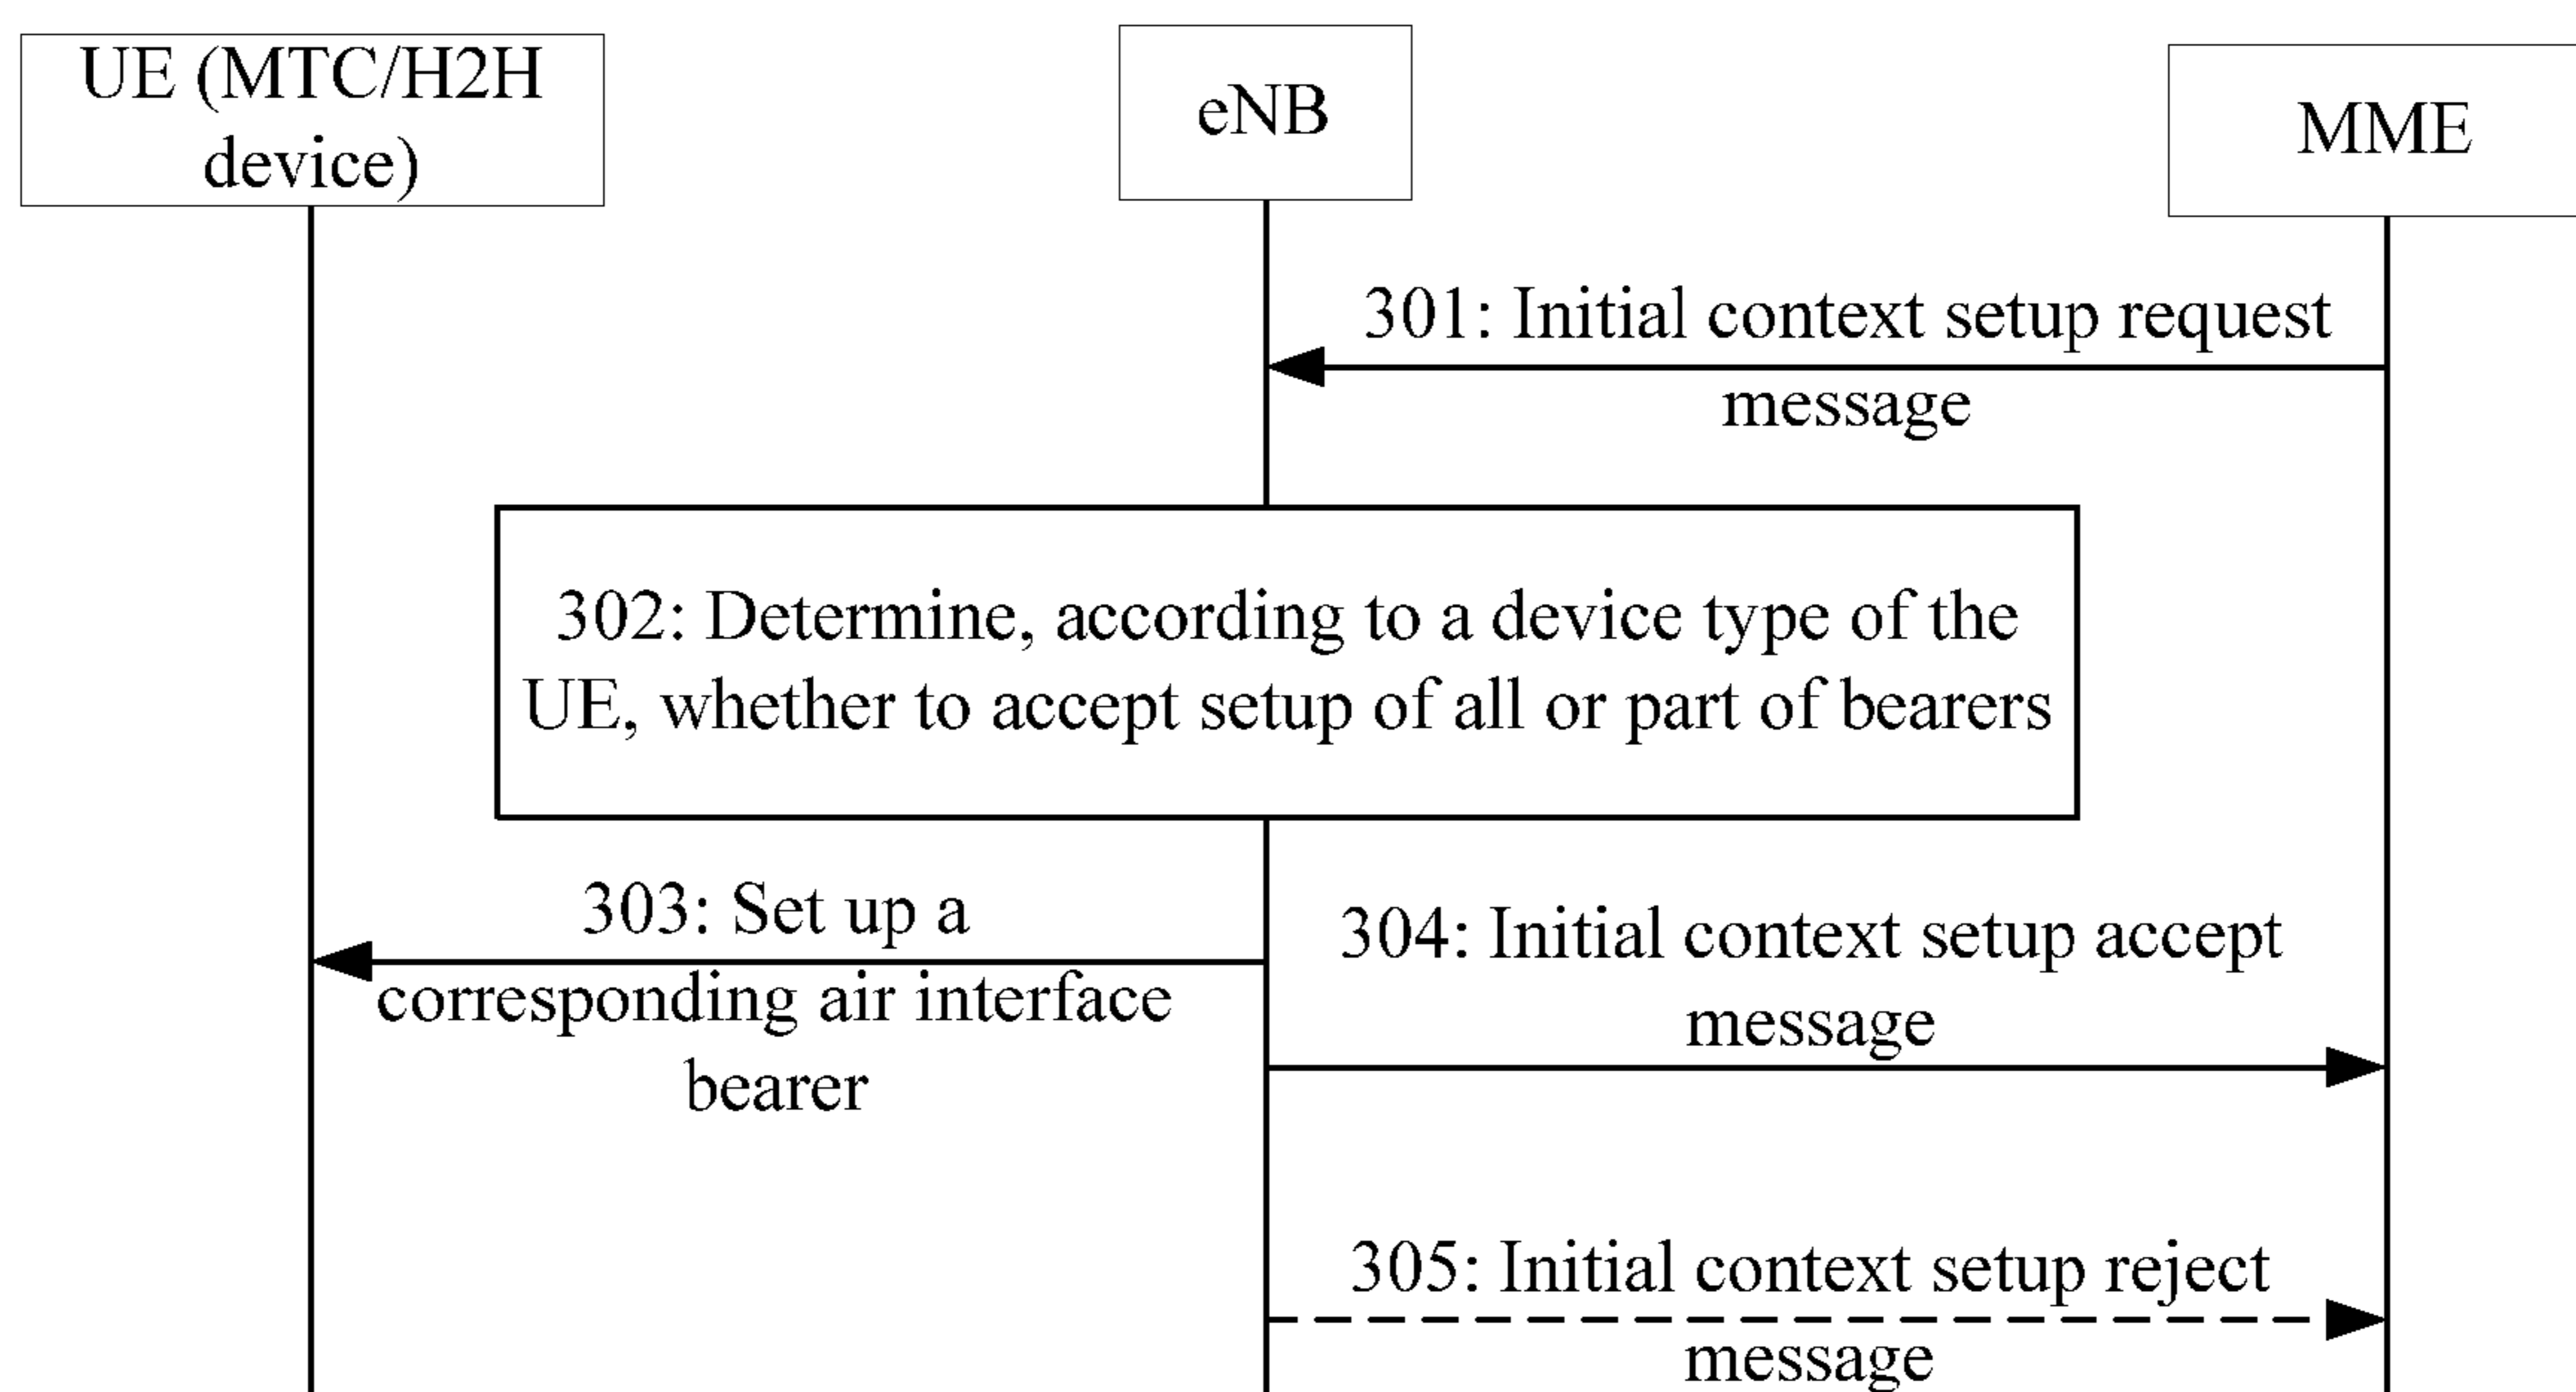 UE (MTC/H2H
device)
eNB
MME
301: Initial context setup request
message
302: Determine, according to a device type of the
UE, whether to accept setup of all or part of bearers
303: Set up a
corresponding air interface
bearer
304: Initial context setup accept
message
305: Initial context setup reject
message